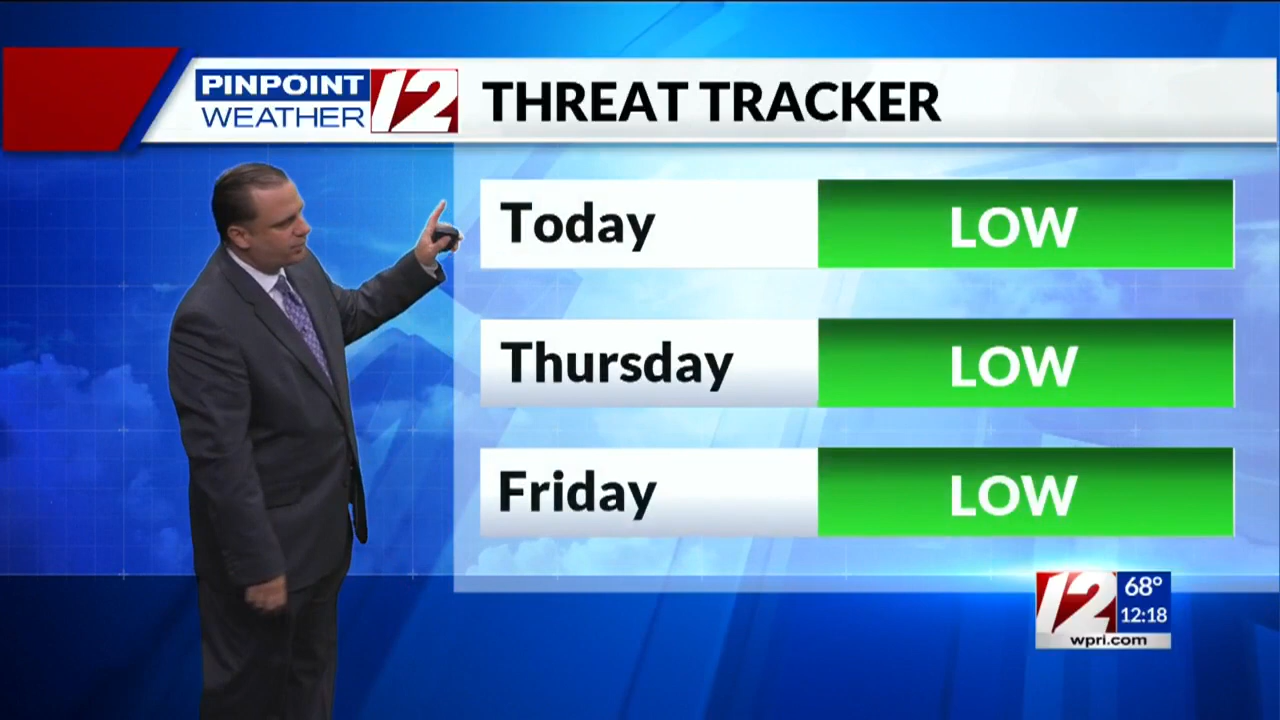 PINPOINT
WEATHER
12
THREAT TRACKER
Today
LOW
Thursday
LOW
Friday
LOW
12
68°
12:18
wpri.com